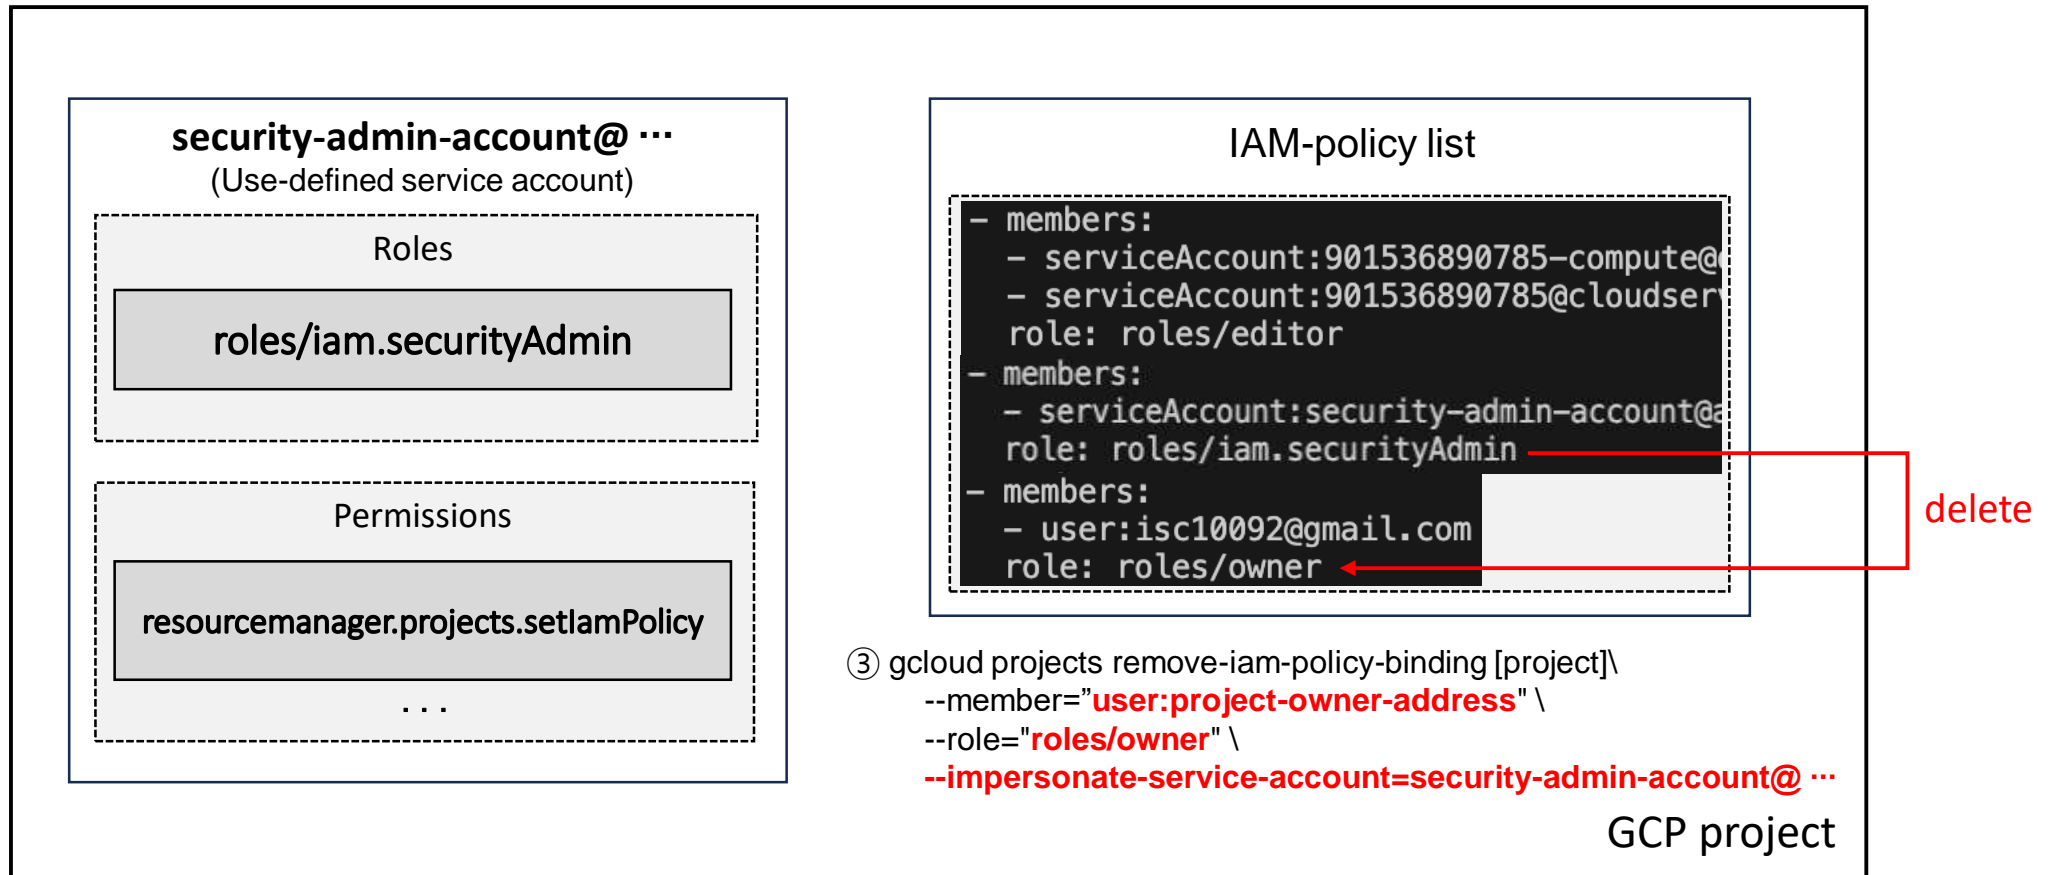 security-admin-account@ ···
(Use-defined service account)
Roles
roles/iam.securityAdmin
Permissions
resourcemanager.projects.setIamPolicy
. . .
IAM-policy list
– members:
– serviceAccount:901536890785–compute@
– serviceAccount:901536890785@cloudser
role: roles/editor
– members:
– serviceAccount:security–admin–account@a
role: roles/iam.securityAdmin
– members:
– user:isc10092@gmail.com
role: roles/owner
delete
③ gcloud projects remove-iam-policy-binding [project]\
--member=”user:project-owner-address" \
--role="roles/owner" \
--impersonate-service-account=security-admin-account@ ···
GCP project